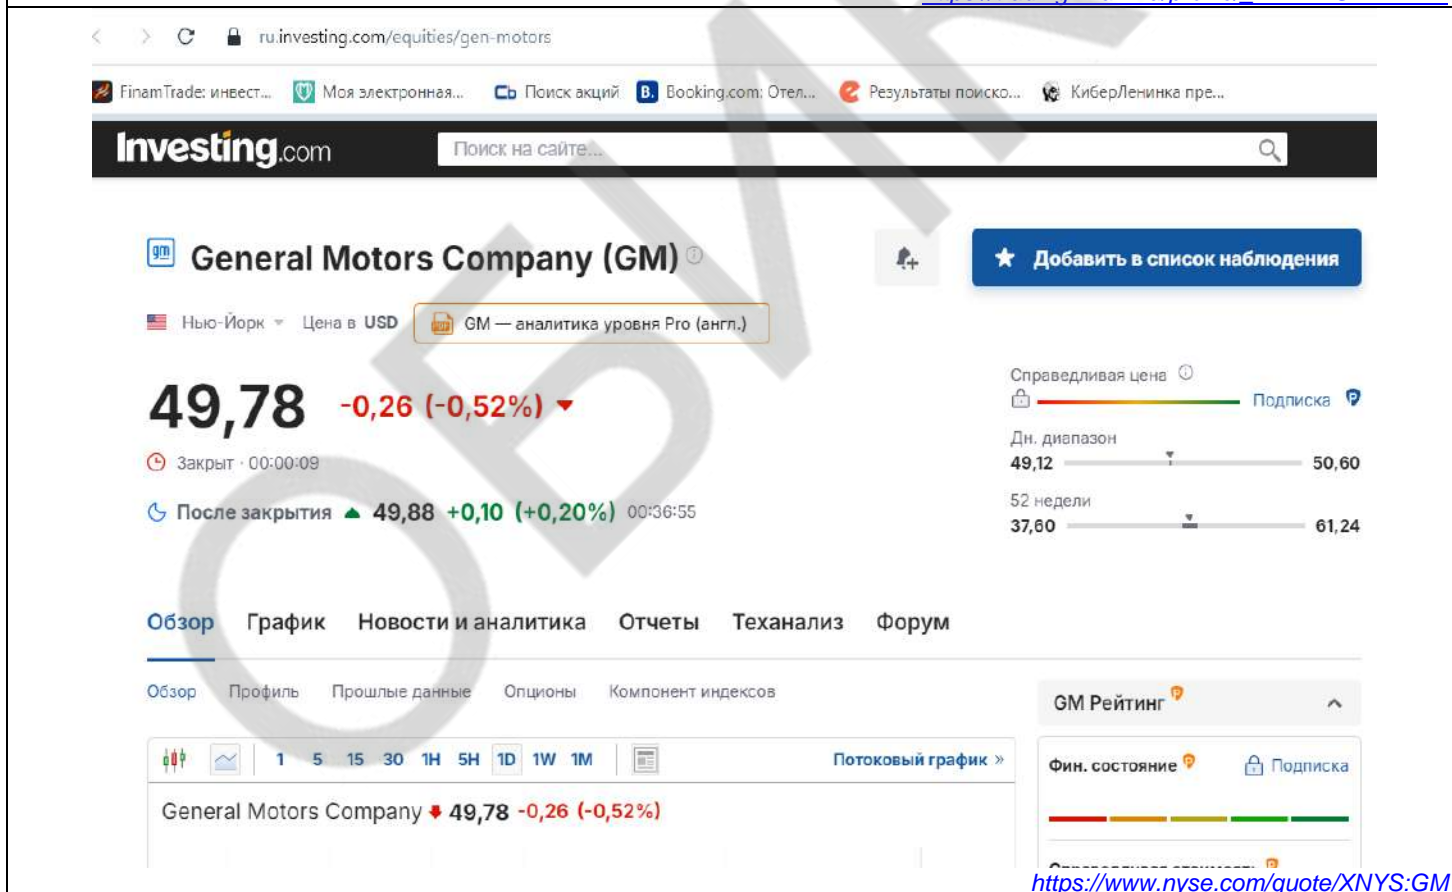 ru.investing.com/equities/gen-motors
FinamTrade: инвест... Моя электронная... Сb Поиск акций B. Booking.com: Отел... Результаты поиско... КиберЛенинка пре...
Investing.com Поиск на сайте...
gm General Motors Company (GM) Добавить в список наблюдения
Нью-Йорк Цена в USD GM — аналитика уровня Pro (англ.)
Справедливая цена
49,78 -0,26 (-0,52%) Подписка
Дн. диапазон
Закрыт · 00:00:09 49,12 50,60
52 недели
После закрытия 49,88 +0,10 (+0,20%) 00:36:55
37,60 61,24
Обзор График Новости и аналитика Отчеты Теханализ Форум
Обзор Профиль Прошлые данные Опционы Компонент индексов
GM Рейтинг
1 5 15 30 1H 5H 1D 1W 1M Потоковый график »
Фин. состояние Подписка
General Motors Company 49,78 -0,26 (-0,52%)
https://www.nyse.com/quote/XNYS:GM